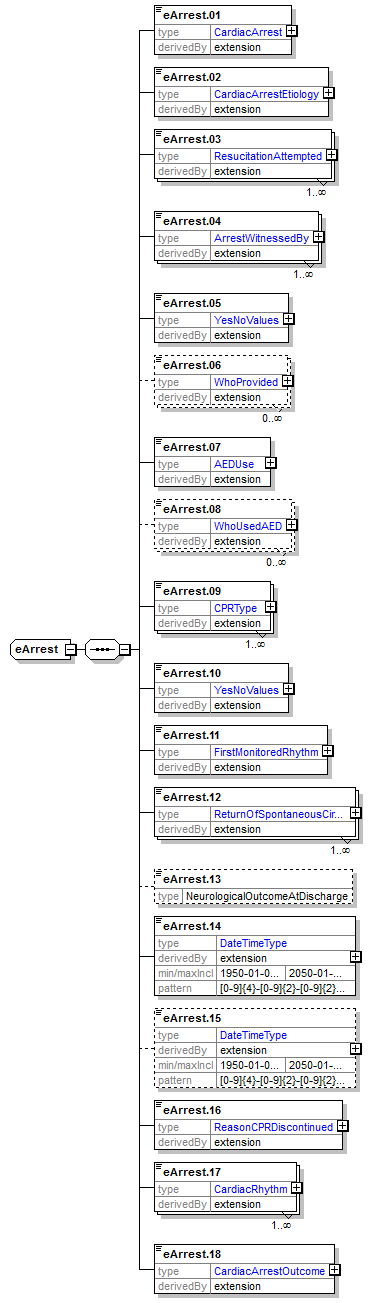 eArrest.01
type CardiacArrest
derivedBy extension
eArrest.02
type CardiacArrestEtiology
derivedBy extension
eArrest.03
type ResucitationAttempted
derivedBy extension
1..∞
eArrest.04
type ArrestWitnessedBy
derivedBy extension
1..∞
eArrest.05
type YesNoValues
derivedBy extension
eArrest.06
type WhoProvided
derivedBy extension
0..∞
eArrest.07
type AEDUse
derivedBy extension
eArrest.08
type WhoUsedAED
derivedBy extension
0..∞
eArrest.09
type CPRType
derivedBy extension
1..∞
eArrest
eArrest.10
type YesNoValues
derivedBy extension
eArrest.11
type FirstMonitoredRhythm
derivedBy extension
eArrest.12
type ReturnOfSpontaneousCir...
derivedBy extension
1..∞
eArrest.13
type NeurologicalOutcomeAtDischarge
eArrest.14
type DateTimeType
derivedBy extension
min/maxIncl 1950-01-0... 2050-01-...
pattern [0-9]{4}-[0-9]{2}-[0-9]{2}...
eArrest.15
type DateTimeType
derivedBy extension
min/maxIncl 1950-01-0... 2050-01-...
pattern [0-9]{4}-[0-9]{2}-[0-9]{2}...
eArrest.16
type ReasonCPRDiscontinued
derivedBy extension
eArrest.17
type CardiacRhythm
derivedBy extension
1..∞
eArrest.18
type CardiacArrestOutcome
derivedBy extension